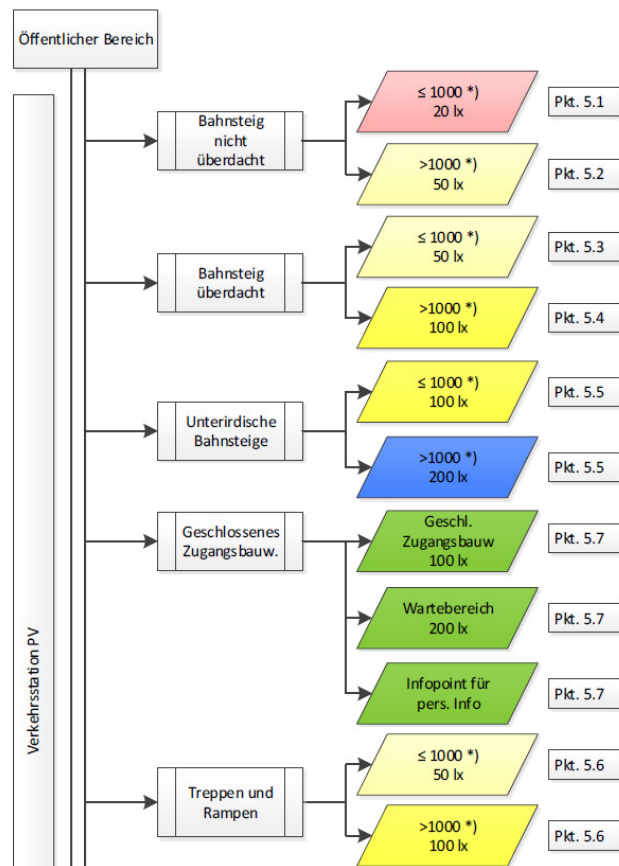 Öffentlicher Bereich
Verkehrsstation PV
Bahnsteig
nicht
überdacht
≤ 1000 *)
20 lx
Pkt. 5.1
>1000 *)
50 lx
Pkt. 5.2
Bahnsteig
überdacht
≤ 1000 *)
50 lx
Pkt. 5.3
>1000 *)
100 lx
Pkt. 5.4
Unterirdische
Bahnsteige
≤ 1000 *)
100 lx
Pkt. 5.5
>1000 *)
200 lx
Pkt. 5.5
Geschlossenes
Zugangsbauw.
Geschl.
Zugangsbauw
100 lx
Pkt. 5.7
Wartebereich
200 lx
Pkt. 5.7
Infopoint für
pers. Info
Pkt. 5.7
Treppen und
Rampen
≤ 1000 *)
50 lx
Pkt. 5.6
>1000 *)
100 lx
Pkt. 5.6